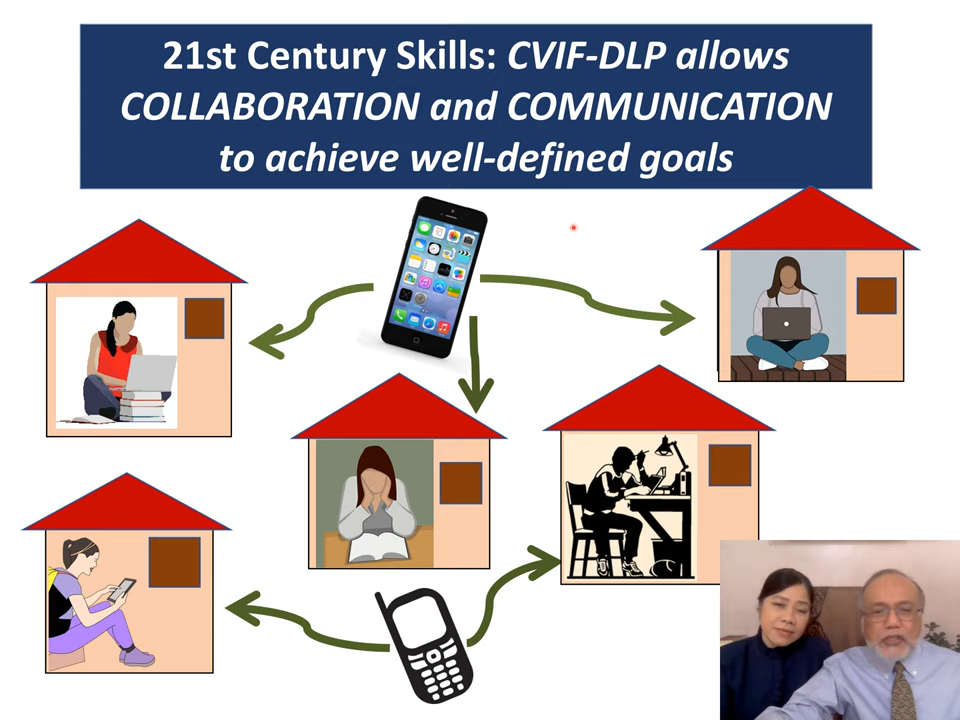 21st Century Skills: CVIF-DLP allows
COLLABORATION and COMMUNICATION
to achieve well-defined goals